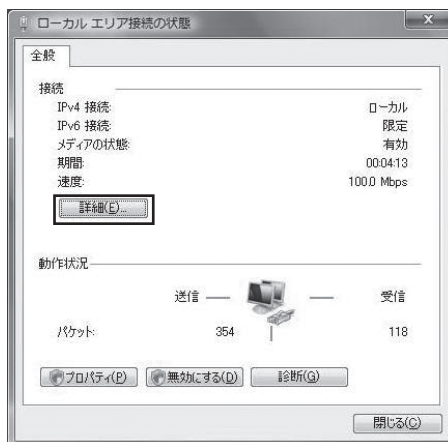 ローカル エリア接続の状態
全般
接続
IPv4 接続: ローカル
IPv6 接続: 限定
メディアの状態: 有効
期間: 00:04:13
速度: 100.0 Mbps
詳細(E)...
動作状況
送信 — — 受信
パケット: 354 118
プロパティ(P) 無効にする(D) 診断(G)
閉じる(C)